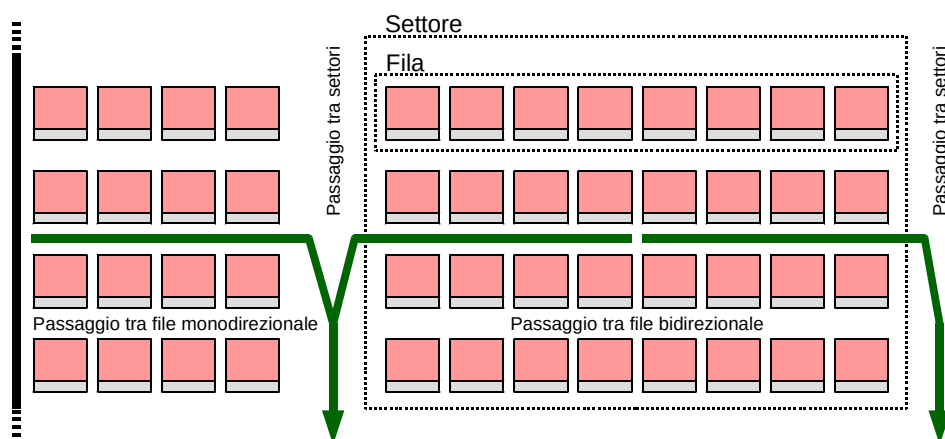 Settore
Fila
Passaggio tra settori
Passaggio tra settori
Passaggio tra file monodirezionale
Passaggio tra file bidirezionale